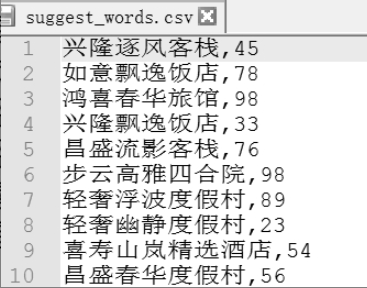 suggest_words.csv
1 兴隆逐风客栈,45
2 如意飘逸饭店,78
3 鸿喜春华旅馆,98
4 兴隆飘逸饭店,33
5 昌盛流影客栈,76
6 步云高雅四合院,98
7 轻奢浮波度假村,89
8 轻奢幽静度假村,23
9 喜寿山岚精选酒店,54
10 昌盛春华度假村,56